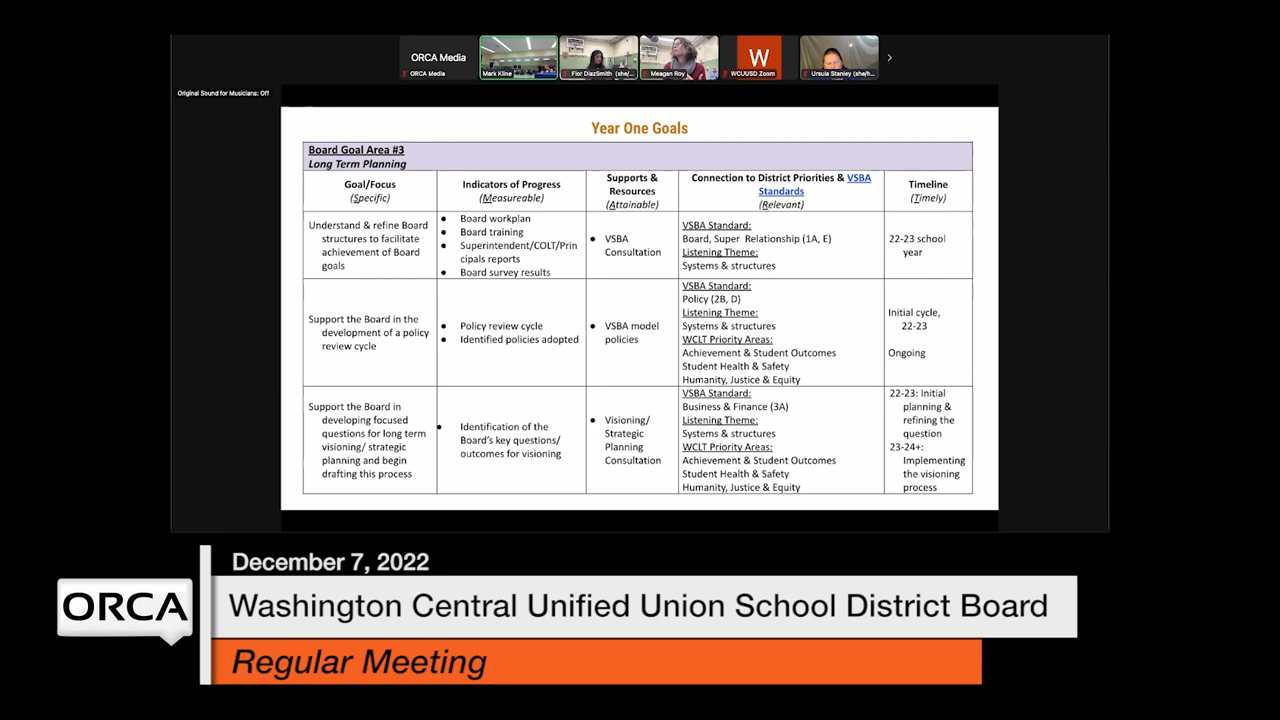 ORCA Media
ORCA Media
Mark Kline
Flor DiazSmith (she/...
Meagan Roy
W
WCUUSD Zoom
Ursula Stanley (she/h...
Original Sound for Musicians: Off
Year One Goals
Board Goal Area #3
Long Term Planning
Goal/Focus
(Specific)
Indicators of Progress
(Measureable)
Supports &
Resources
(Attainable)
Connection to District Priorities & VSBA
Standards
(Relevant)
Timeline
(Timely)
Understand & refine Board
structures to facilitate
achievement of Board
goals
● Board workplan
● Board training
● Superintendent/COLT/Prin
cipals reports
● Board survey results
● VSBA
Consultation
VSBA Standard:
Board, Super Relationship (1A, E)
Listening Theme:
Systems & structures
22-23 school
year
Support the Board in the
development of a policy
review cycle
● Policy review cycle
● Identified policies adopted
● VSBA model
policies
VSBA Standard:
Policy (2B, D)
Listening Theme:
Systems & structures
WCLT Priority Areas:
Achievement & Student Outcomes
Student Health & Safety
Humanity, Justice & Equity
Initial cycle,
22-23
Ongoing
Support the Board in
developing focused
questions for long term
visioning/ strategic
planning and begin
drafting this process
● Identification of the
Board's key questions/
outcomes for visioning
● Visioning/
Strategic
Planning
Consultation
VSBA Standard:
Business & Finance (3A)
Listening Theme:
Systems & structures
WCLT Priority Areas:
Achievement & Student Outcomes
Student Health & Safety
Humanity, Justice & Equity
22-23: Initial
planning &
refining the
question
23-24+:
Implementing
the visioning
process
December 7, 2022
ORCA
Washington Central Unified Union School District Board
Regular Meeting